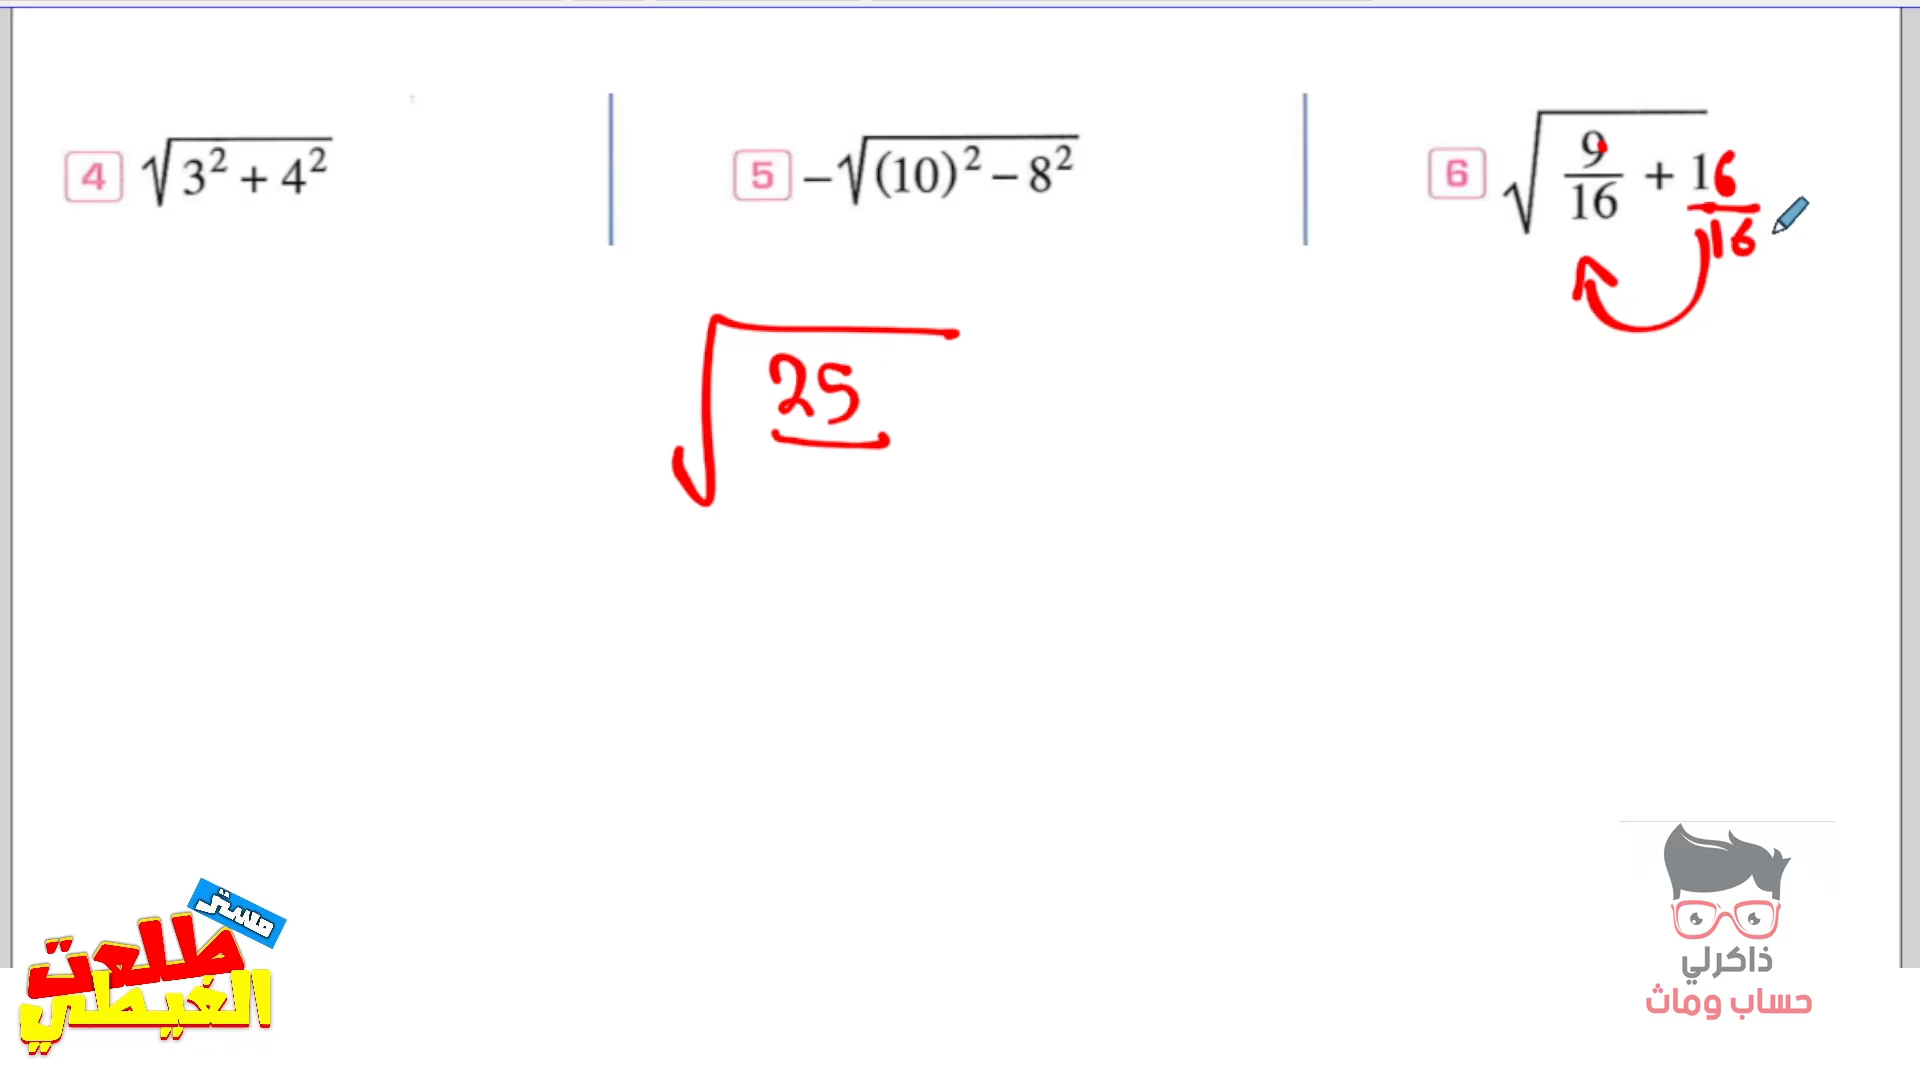 4 √(3² + 4²)
5 −√((10)² − 8²)
6 √(9/16 + 16/16)
√25
مستر
طلعت
الغيطي
ذاكرلي
حساب وماث